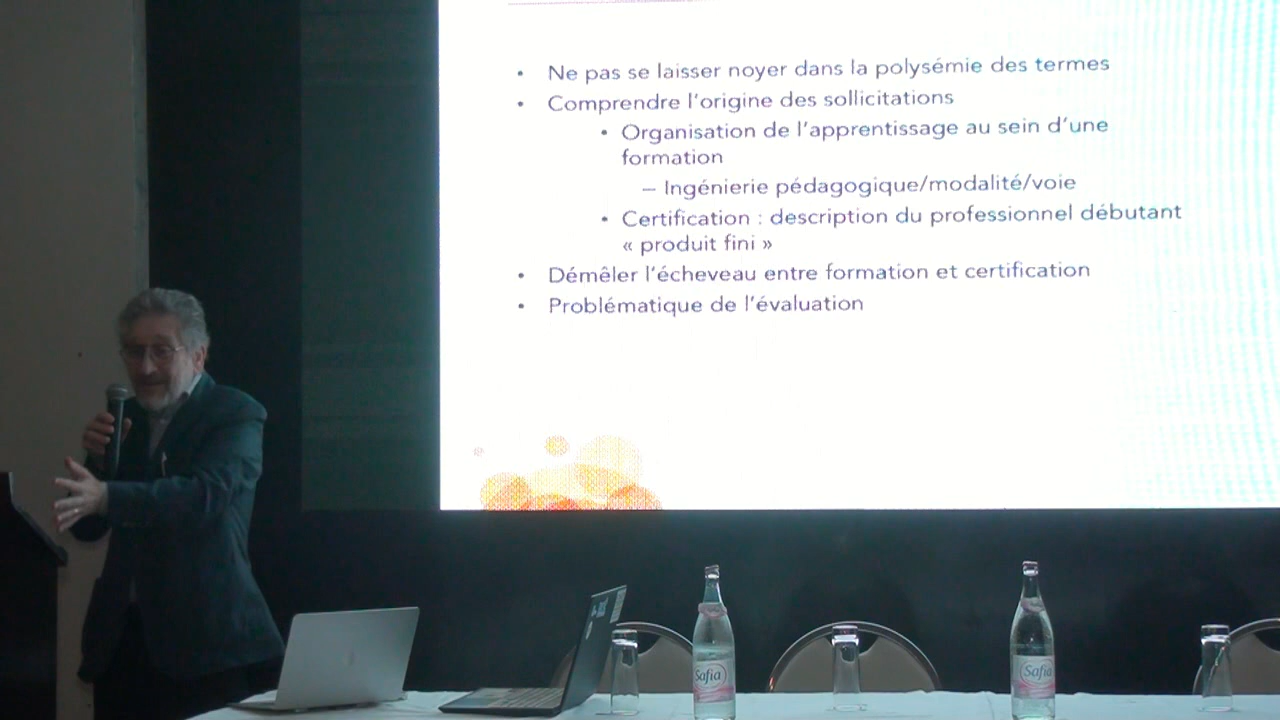 • Ne pas se laisser noyer dans la polysémie des termes
• Comprendre l'origine des sollicitations
• Organisation de l'apprentissage au sein d'une
formation
– Ingénierie pédagogique/modalité/voie
• Certification : description du professionnel débutant
« produit fini »
• Démêler l'écheveau entre formation et certification
• Problématique de l'évaluation
Safia
Safia